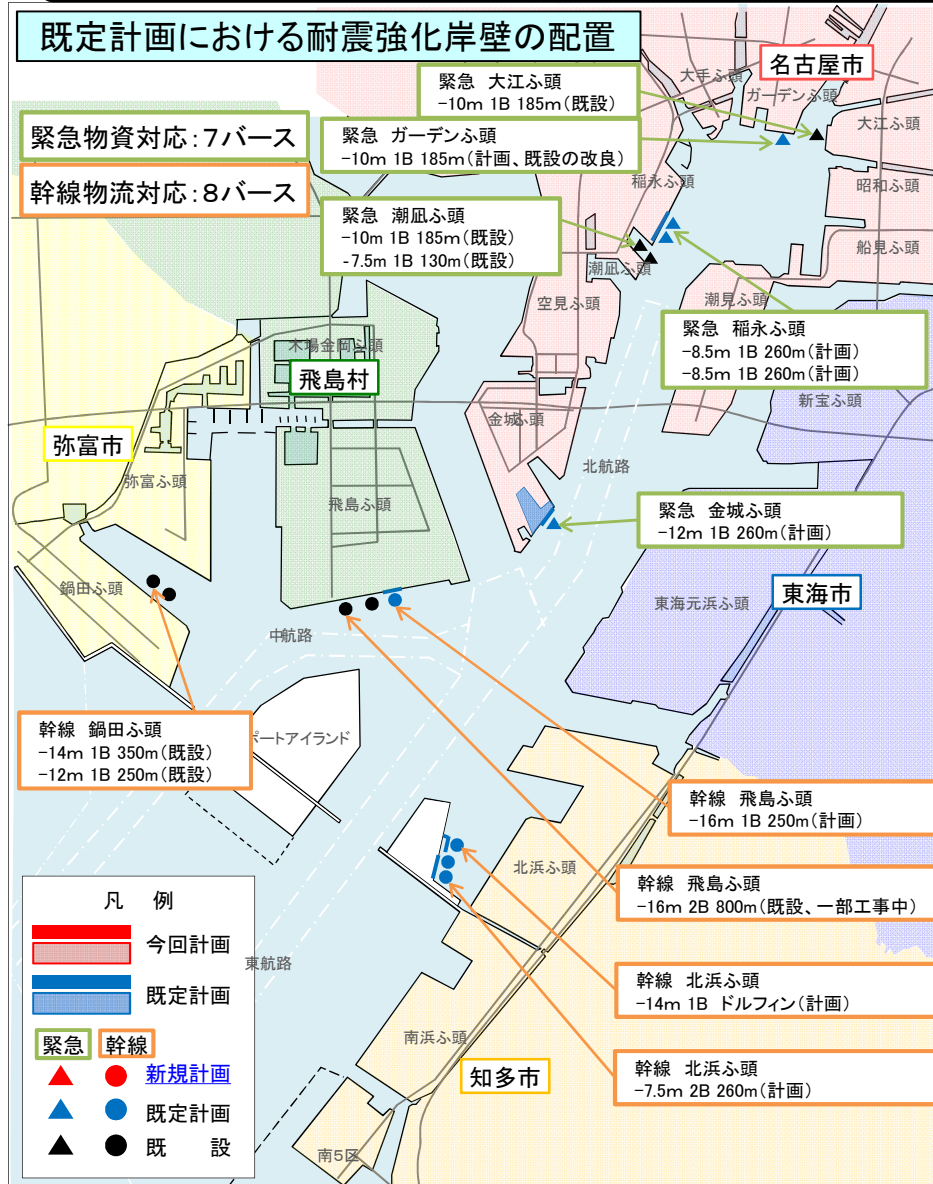 既定計画における耐震強化岸壁の配置
名古屋市
大手ふ頭
ガーデンふ頭
緊急 大江ふ頭
-10m 1B 185m(既設)
大江ふ頭
緊急物資対応:7バース
緊急 ガーデンふ頭
-10m 1B 185m(計画、既設の改良)
稲永ふ頭
昭和ふ頭
幹線物流対応:8バース
緊急 潮凪ふ頭
-10m 1B 185m(既設)
-7.5m 1B 130m(既設)
船見ふ頭
潮凪ふ頭
空見ふ頭
潮見ふ頭
緊急 稲永ふ頭
-8.5m 1B 260m(計画)
-8.5m 1B 260m(計画)
木場金岡ふ頭
飛島村
新宝ふ頭
金城ふ頭
弥富市
北航路
弥富ふ頭
飛島ふ頭
緊急 金城ふ頭
-12m 1B 260m(計画)
鍋田ふ頭
東海市
東海元浜ふ頭
中航路
幹線 鍋田ふ頭
-14m 1B 350m(既設)
-12m 1B 250m(既設)
ポートアイランド
幹線 飛島ふ頭
-16m 1B 250m(計画)
北浜ふ頭
幹線 飛島ふ頭
-16m 2B 800m(既設、一部工事中)
凡 例
今回計画
東航路
既定計画
幹線 北浜ふ頭
-14m 1B ドルフィン(計画)
南浜ふ頭
緊急 幹線
新規計画
知多市
幹線 北浜ふ頭
-7.5m 2B 260m(計画)
既定計画
既 設
南5区